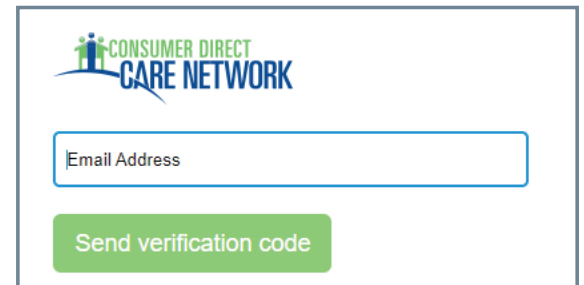 CONSUMER DIRECT
CARE NETWORK
Email Address
Send verification code